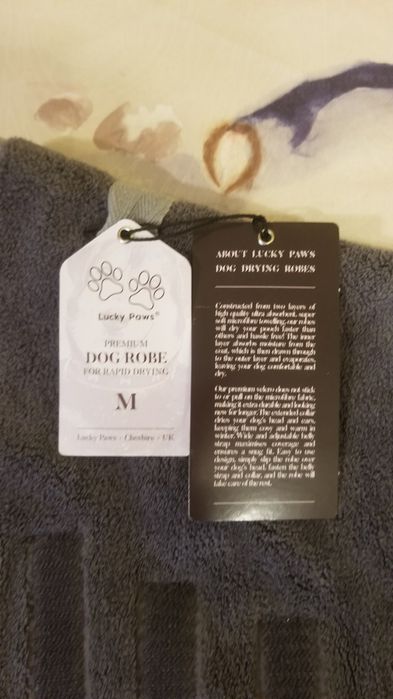 Lucky Paws®
PREMIUM
DOG ROBE
FOR RAPID DRYING
M
Lucky Paws - Cheshire - UK
ABOUT LUCKY PAWS
DOG DRYING ROBES
Constructed from two layers of
high quality ultra absorbent, super
soft microfibre towelling, our robes
will dry your pooch faster than
others and hassle free! The inner
layer absorbs moisture from the
coat, which is then drawn through
to the outer layer and evaporates,
leaving your dog comfortable and
dry.
Our premium velcro does not stick
to or pull on the microfibre fabric,
making it extra durable and looking
new for longer. The extended collar
dries your dog's head and ears,
keeping them cosy and warm in
winter. Wide and adjustable belly
strap maximises coverage and
ensures a snug fit. Easy to use
design, simply slip the robe over
your dog's head, fasten the belly
strap and collar, and the robe will
take care of the rest.